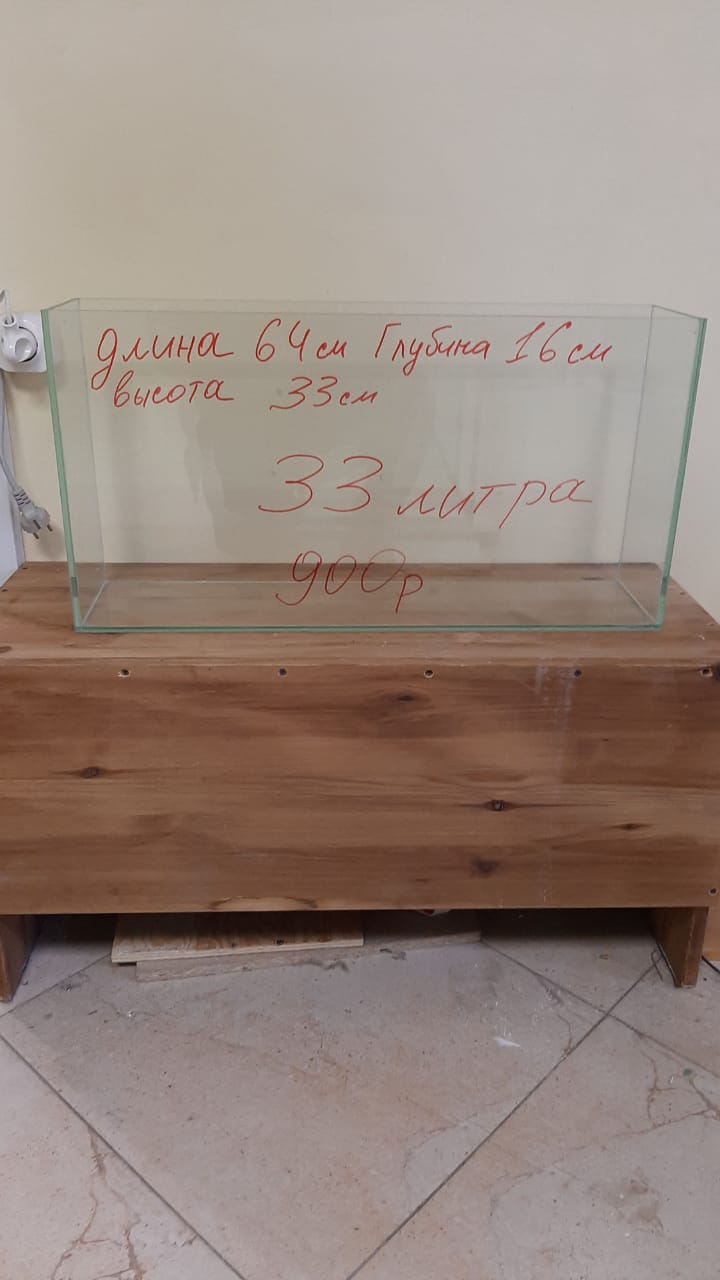 длина 64см Глубина 16см
высота 33см
33 литра
900р